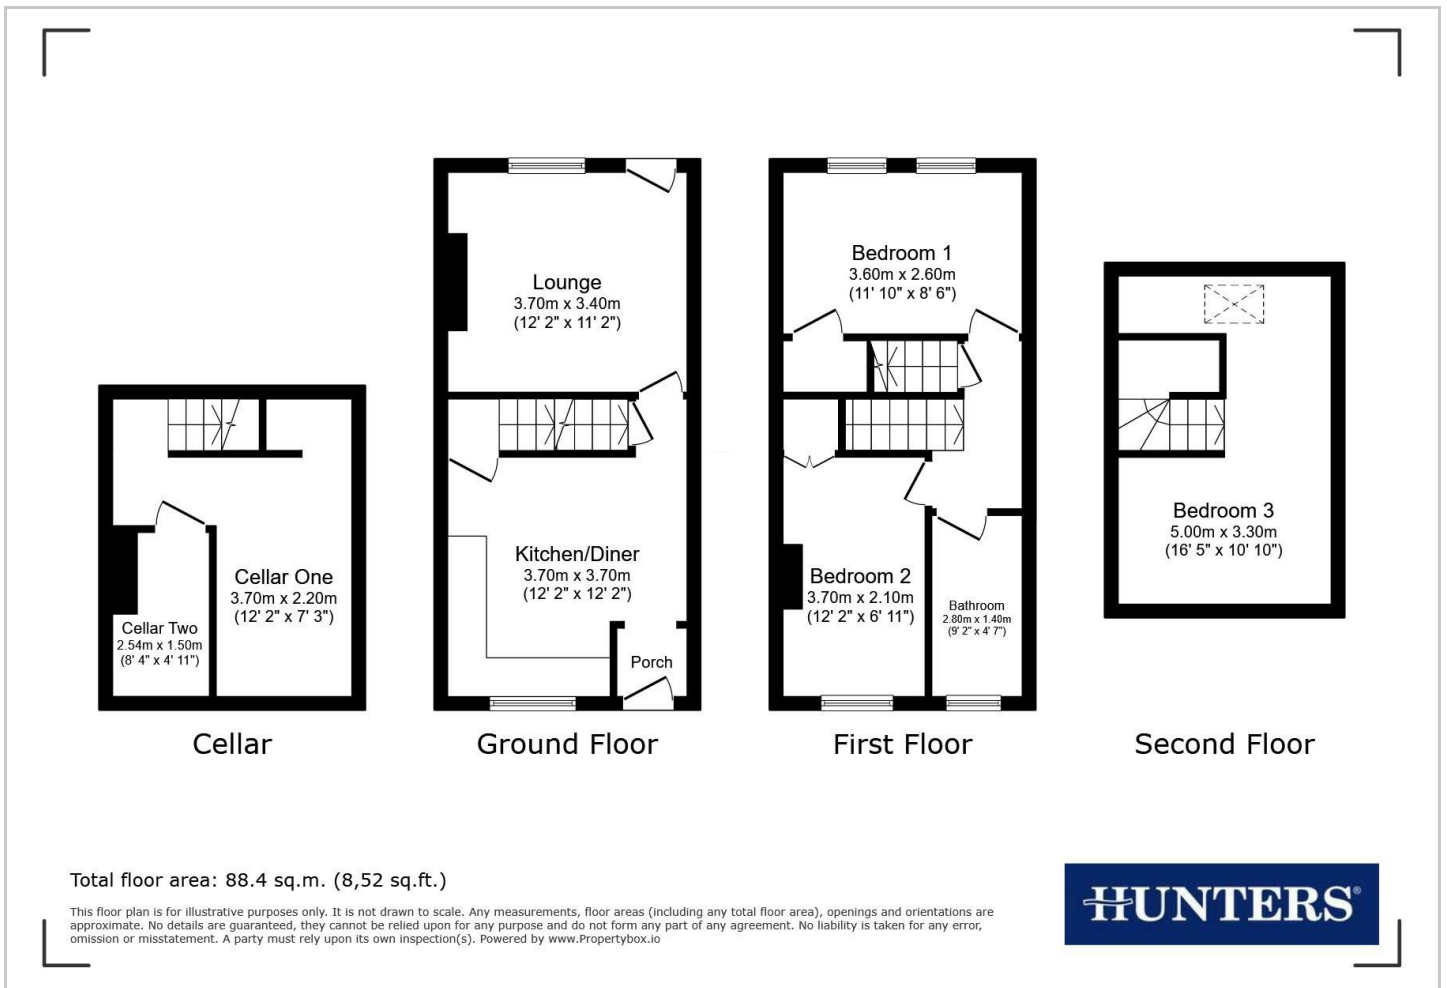 Lounge
3.70m x 3.40m
(12' 2" x 11' 2")
Kitchen/Diner
3.70m x 3.70m
(12' 2" x 12' 2")
Porch
Bedroom 1
3.60m x 2.60m
(11' 10" x 8' 6")
Bedroom 2
3.70m x 2.10m
(12' 2" x 6' 11")
Bathroom
2.80m x 1.40m
(9' 2" x 4' 7")
Bedroom 3
5.00m x 3.30m
(16' 5" x 10' 10")
Cellar One
3.70m x 2.20m
(12' 2" x 7' 3")
Cellar Two
2.54m x 1.50m
(8' 4" x 4' 11")
Cellar
Ground Floor
First Floor
Second Floor
Total floor area: 88.4 sq.m. (8,52 sq.ft.)
This floor plan is for illustrative purposes only. It is not drawn to scale. Any measurements, floor areas (including any total floor area), openings and orientations are
approximate. No details are guaranteed, they cannot be relied upon for any purpose and do not form any part of any agreement. No liability is taken for any error,
omission or misstatement. A party must rely upon its own inspection(s). Powered by www.Propertybox.io
HUNTERS®